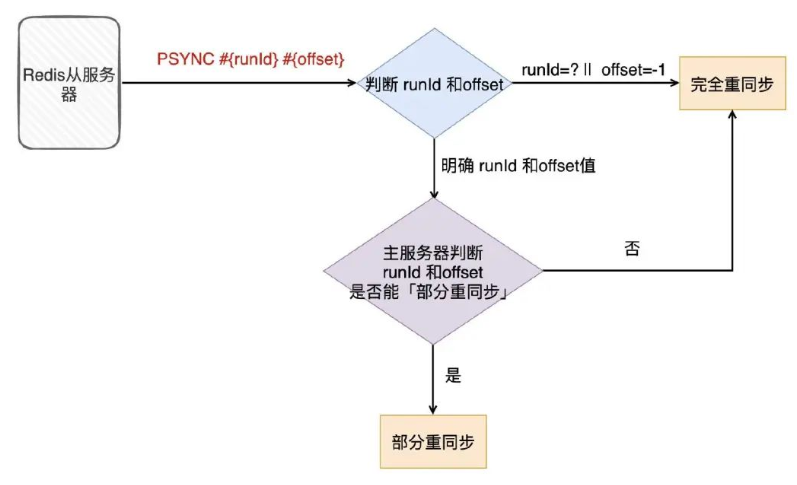 Redis从服务
器
PSYNC #{runId} #{offset}
判断 runId 和offset
runId=? || offset=-1
完全重同步
明确 runId 和offset值
主服务器判断
runId 和offset
是否能「部分重同步」
否
是
部分重同步